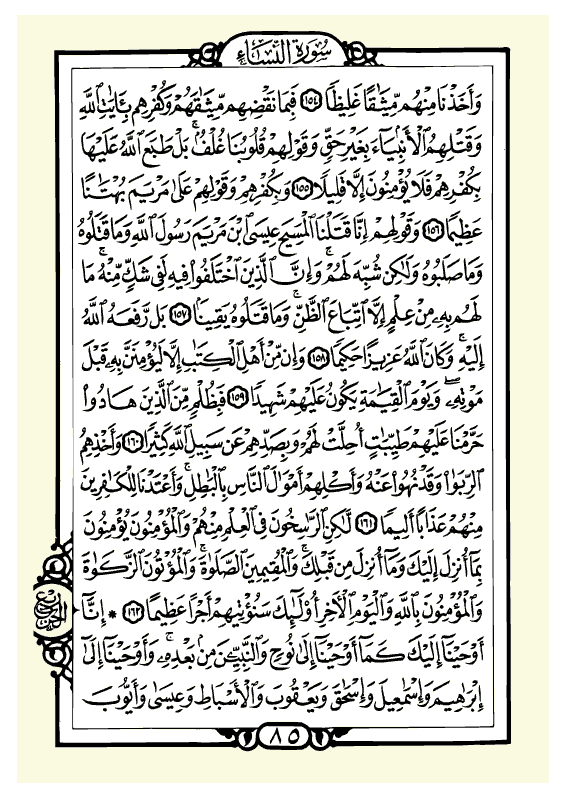 سُورَةُ النِّسَاءِ
وَأَخَذْنَا مِنْهُم مِّيثَٰقًا غَلِيظًا ١٥٤ فَبِمَا نَقْضِهِم مِّيثَٰقَهُمْ وَكُفْرِهِم بِـَٔايَٰتِ ٱللَّهِ
وَقَتْلِهِمُ ٱلْأَنۢبِيَآءَ بِغَيْرِ حَقٍّ وَقَوْلِهِمْ قُلُوبُنَا غُلْفٌۢ ۚ بَلْ طَبَعَ ٱللَّهُ عَلَيْهَا
بِكُفْرِهِمْ فَلَا يُؤْمِنُونَ إِلَّا قَلِيلًا ١٥٥ وَبِكُفْرِهِمْ وَقَوْلِهِمْ عَلَىٰ مَرْيَمَ بُهْتَٰنًا
عَظِيمًا ١٥٦ وَقَوْلِهِمْ إِنَّا قَتَلْنَا ٱلْمَسِيحَ عِيسَى ٱبْنَ مَرْيَمَ رَسُولَ ٱللَّهِ وَمَا قَتَلُوهُ
وَمَا صَلَبُوهُ وَلَٰكِن شُبِّهَ لَهُمْ ۚ وَإِنَّ ٱلَّذِينَ ٱخْتَلَفُوا۟ فِيهِ لَفِى شَكٍّ مِّنْهُ ۚ مَا
لَهُم بِهِۦ مِنْ عِلْمٍ إِلَّا ٱتِّبَاعَ ٱلظَّنِّ ۚ وَمَا قَتَلُوهُ يَقِينًۢا ١٥٧ بَل رَّفَعَهُ ٱللَّهُ
إِلَيْهِ ۚ وَكَانَ ٱللَّهُ عَزِيزًا حَكِيمًا ١٥٨ وَإِن مِّنْ أَهْلِ ٱلْكِتَٰبِ إِلَّا لَيُؤْمِنَنَّ بِهِۦ قَبْلَ
مَوْتِهِۦ ۖ وَيَوْمَ ٱلْقِيَٰمَةِ يَكُونُ عَلَيْهِمْ شَهِيدًا ١٥٩ فَبِظُلْمٍ مِّنَ ٱلَّذِينَ هَادُوا۟
حَرَّمْنَا عَلَيْهِمْ طَيِّبَٰتٍ أُحِلَّتْ لَهُمْ وَبِصَدِّهِمْ عَن سَبِيلِ ٱللَّهِ كَثِيرًا ١٦٠ وَأَخْذِهِمُ
ٱلرِّبَوٰا۟ وَقَدْ نُهُوا۟ عَنْهُ وَأَكْلِهِمْ أَمْوَٰلَ ٱلنَّاسِ بِٱلْبَٰطِلِ ۚ وَأَعْتَدْنَا لِلْكَٰفِرِينَ
مِنْهُمْ عَذَابًا أَلِيمًا ١٦١ لَّٰكِنِ ٱلرَّٰسِخُونَ فِى ٱلْعِلْمِ مِنْهُمْ وَٱلْمُؤْمِنُونَ يُؤْمِنُونَ
بِمَآ أُنزِلَ إِلَيْكَ وَمَآ أُنزِلَ مِن قَبْلِكَ ۚ وَٱلْمُقِيمِينَ ٱلصَّلَوٰةَ ۚ وَٱلْمُؤْتُونَ ٱلزَّكَوٰةَ
وَٱلْمُؤْمِنُونَ بِٱللَّهِ وَٱلْيَوْمِ ٱلْءَاخِرِ أُو۟لَٰٓئِكَ سَنُؤْتِيهِمْ أَجْرًا عَظِيمًا ١٦٢ * إِنَّآ
أَوْحَيْنَآ إِلَيْكَ كَمَآ أَوْحَيْنَآ إِلَىٰ نُوحٍ وَٱلنَّبِيِّـۧنَ مِنۢ بَعْدِهِۦ ۚ وَأَوْحَيْنَآ إِلَىٰٓ
إِبْرَٰهِيمَ وَإِسْمَٰعِيلَ وَإِسْحَٰقَ وَيَعْقُوبَ وَٱلْأَسْبَاطِ وَعِيسَىٰ وَأَيُّوبَ
٨٥